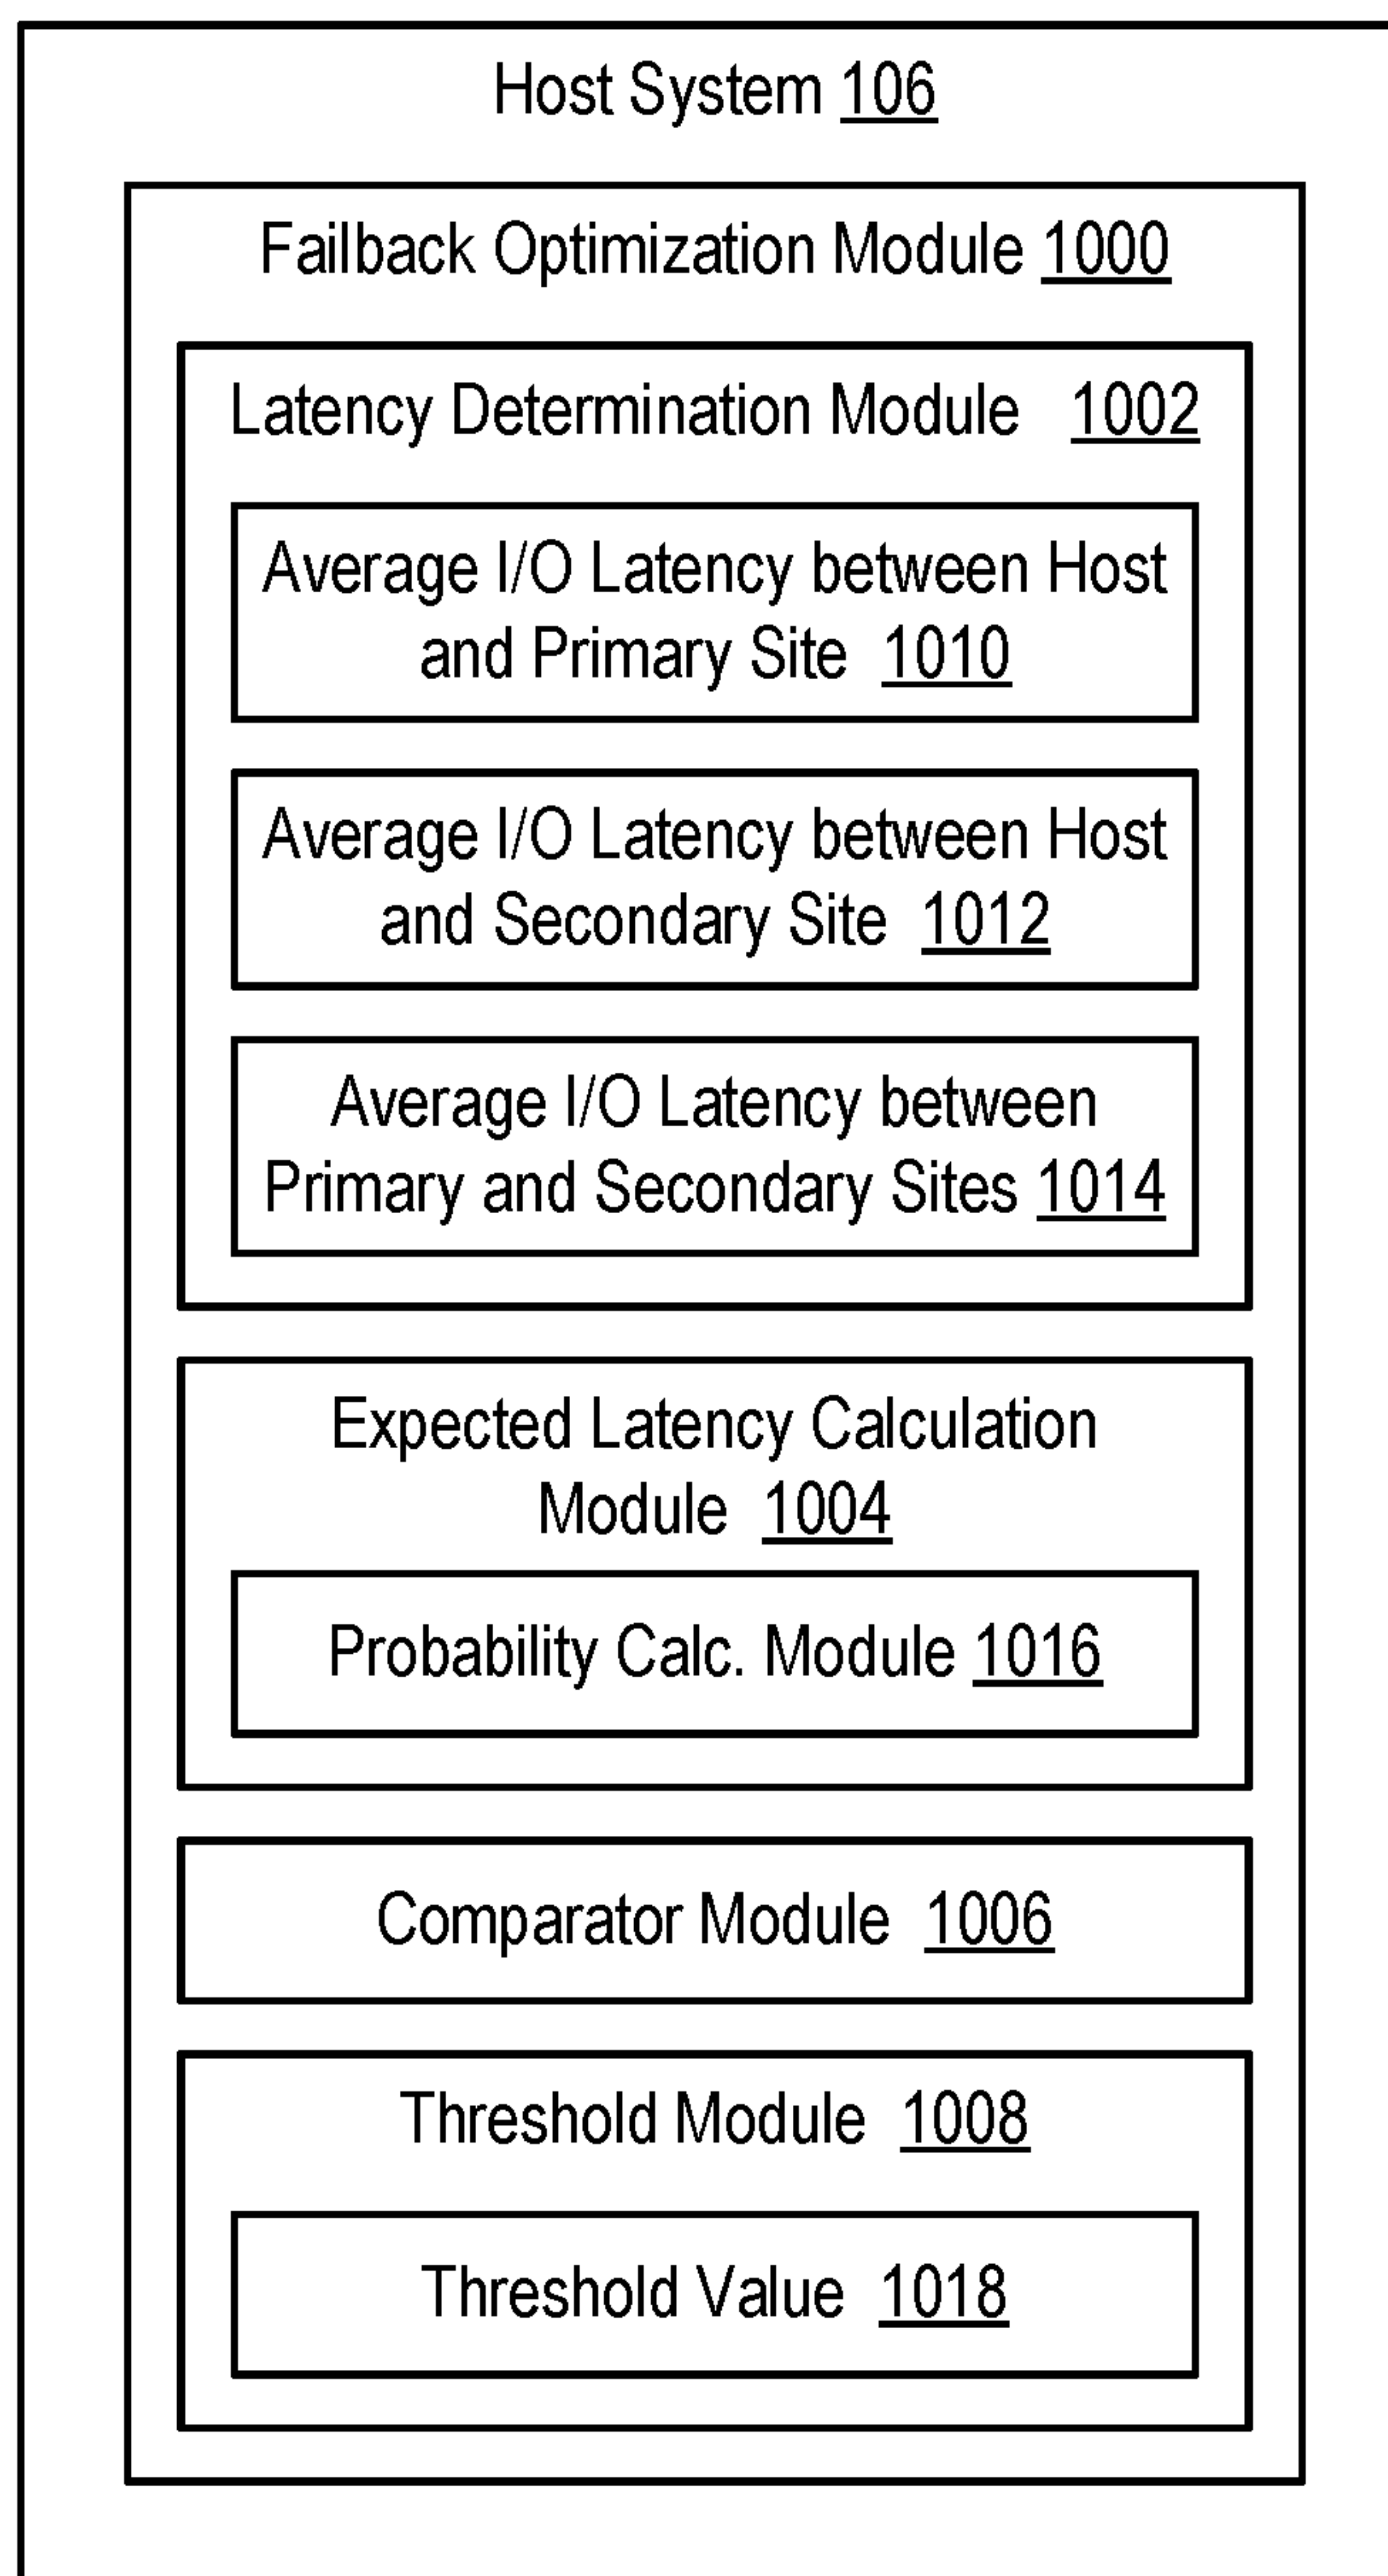 Host System 106
Failback Optimization Module 1000
Latency Determination Module 1002
Average I/O Latency between Host
and Primary Site 1010
Average I/O Latency between Host
and Secondary Site 1012
Average I/O Latency between
Primary and Secondary Sites 1014
Expected Latency Calculation
Module 1004
Probability Calc. Module 1016
Comparator Module 1006
Threshold Module 1008
Threshold Value 1018